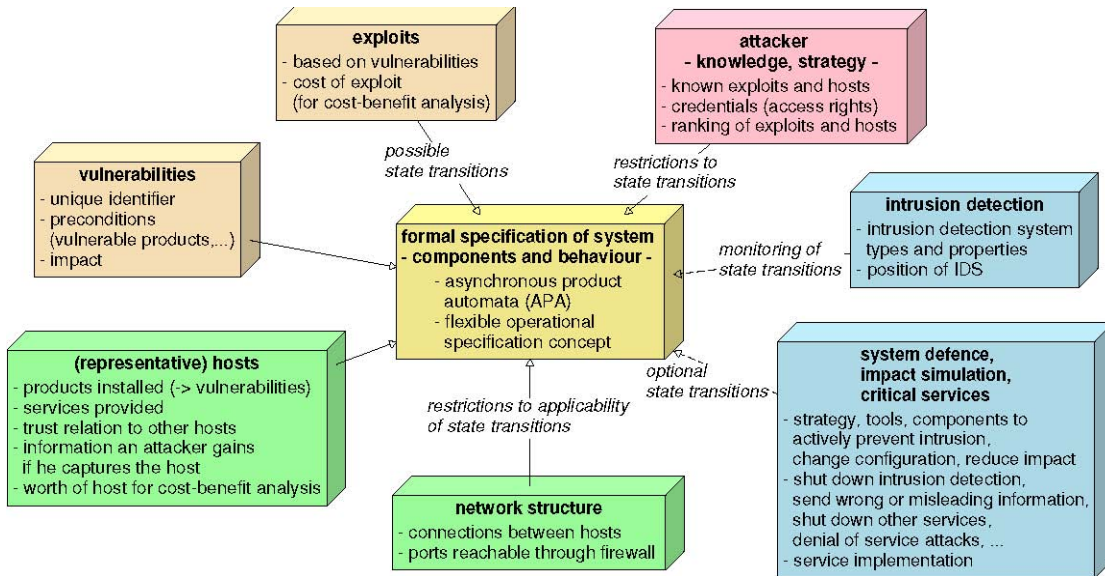 exploits
- based on vulnerabilities
- cost of exploit
(for cost-benefit analysis)
attacker
- knowledge, strategy -
- known exploits and hosts
- credentials (access rights)
- ranking of exploits and hosts
possible
state transitions
restrictions to
state transitions
vulnerabilities
- unique identifier
- preconditions
(vulnerable products,...)
- impact
formal specification of system
- components and behaviour -
- asynchronous product
automata (APA)
- flexible operational
specification concept
monitoring of
state transitions
intrusion detection
- intrusion detection system
types and properties
- position of IDS
(representative) hosts
- products installed (-> vulnerabilities)
- services provided
- trust relation to other hosts
- information an attacker gains
if he captures the host
- worth of host for cost-benefit analysis
restrictions to applicability
of state transitions
optional
state transitions
system defence,
impact simulation,
critical services
- strategy, tools, components to
actively prevent intrusion,
change configuration, reduce impact
- shut down intrusion detection,
send wrong or misleading information,
shut down other services,
denial of service attacks, ...
- service implementation
network structure
- connections between hosts
- ports reachable through firewall